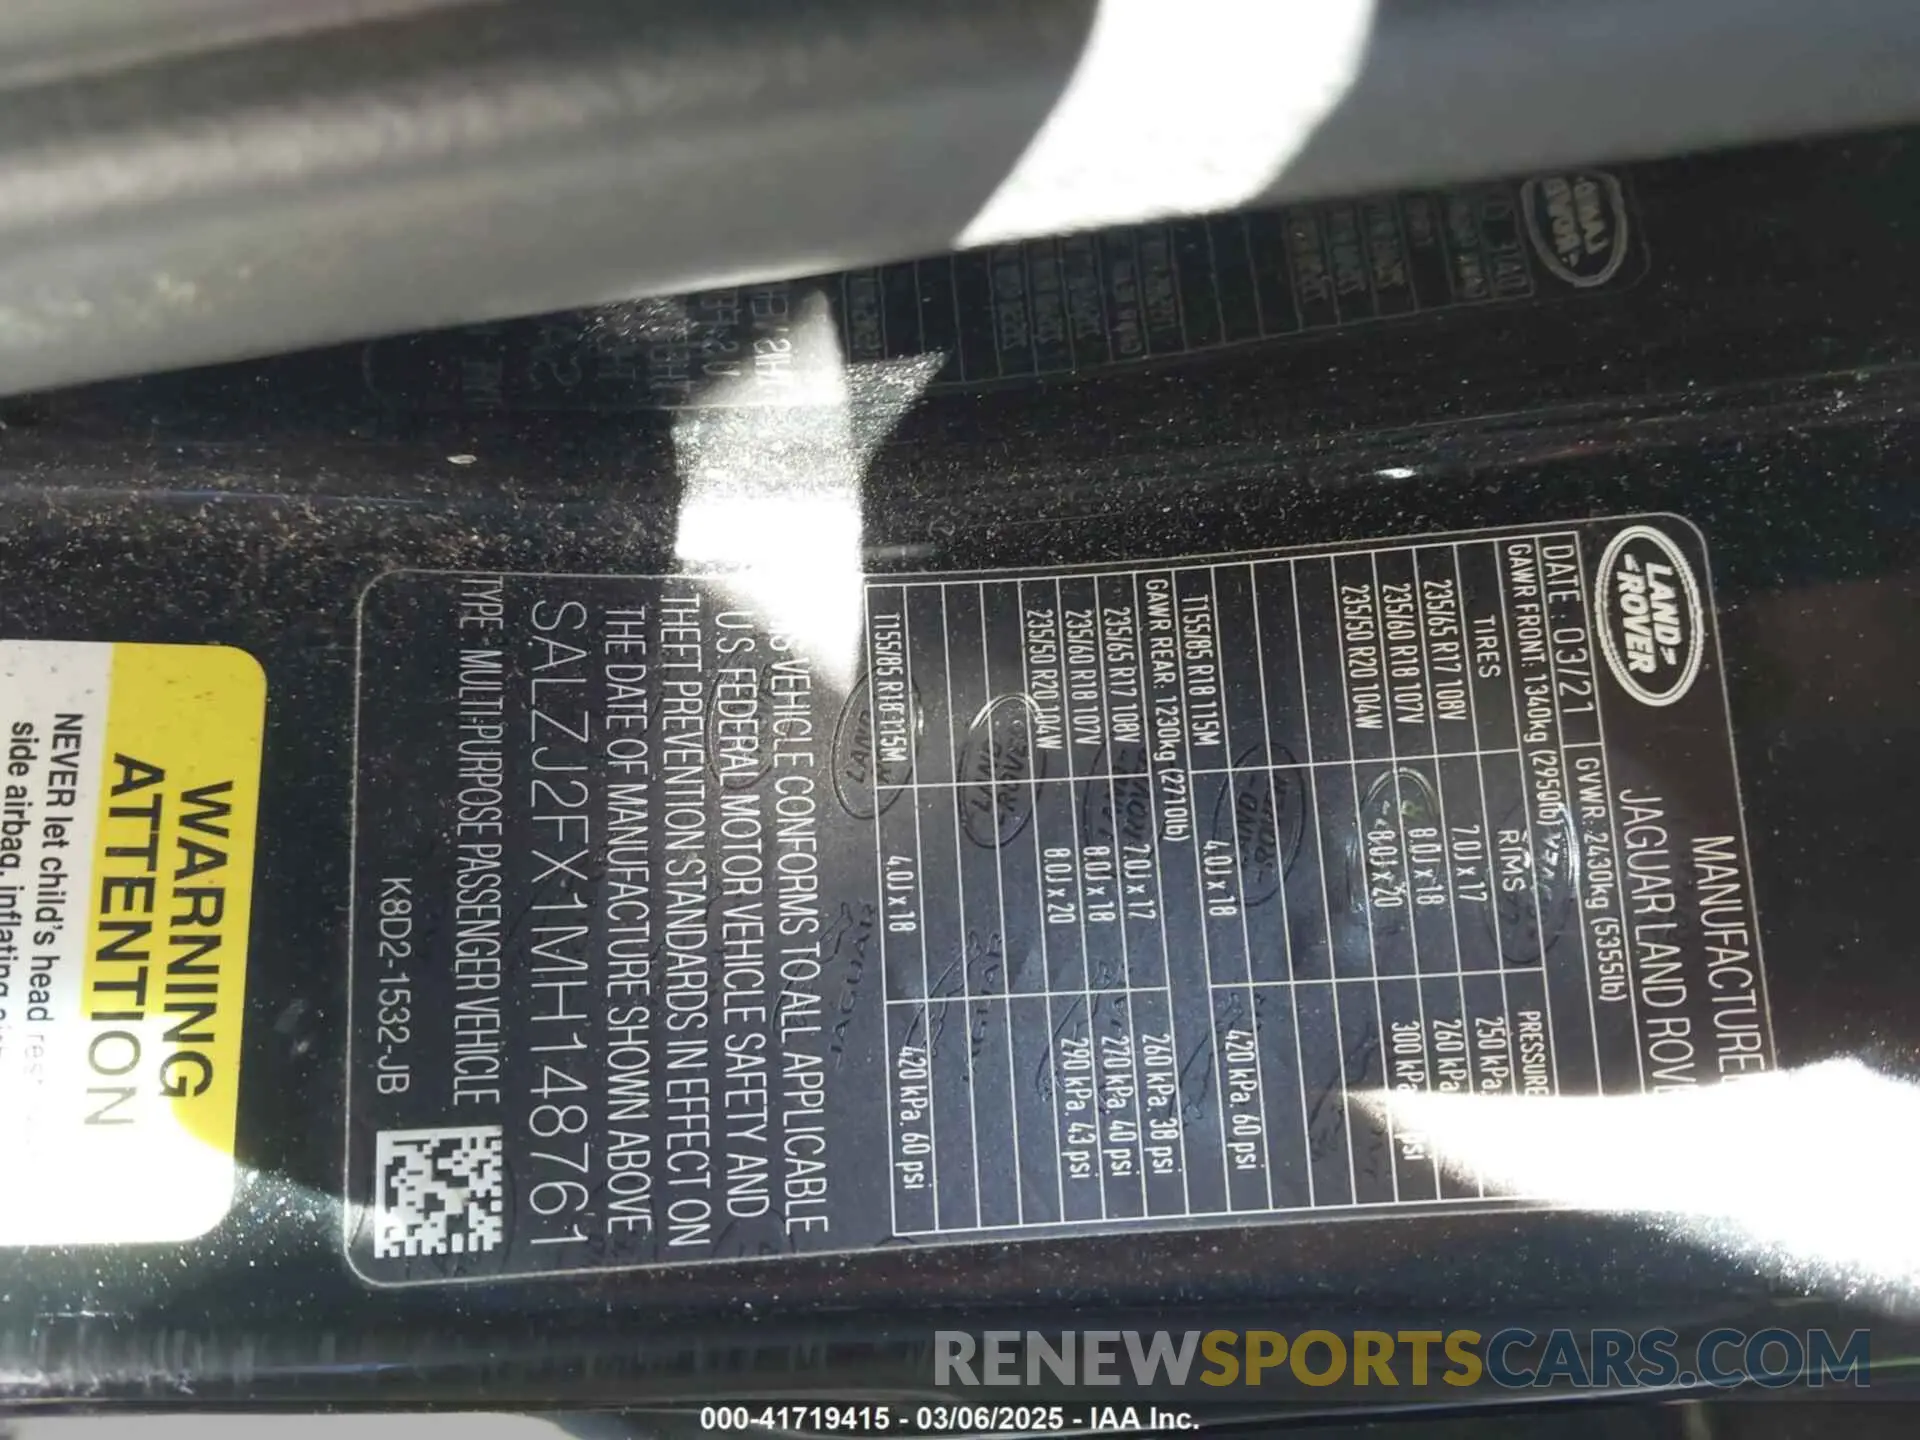 LAND
ROVER
MANUFACTURE
JAGUAR LAND ROV
DATE : 03/21 GVWR: 2430kg (5355lb)
GAWR FRONT: 1340kg (2950lb)
TIRES RIMS PRESSURE
235/65 R17 108V 7.0J x 17 250 kPa
235/60 R18 107V 8.0J x 18 260 kPa
235/50 R20 104W 8.0J x 20 300 kPa psi
T155/85 R18 115M 4.0J x 18 420 kPa. 60 psi
GAWR REAR: 1230kg (2710lb)
235/65 R17 108V 7.0J x 17 260 kPa. 38 psi
235/60 R18 107V 8.0J x 18 270 kPa. 40 psi
235/50 R20 104W 8.0J x 20 290 kPa. 43 psi
T155/85 R18 115M 4.0J x 18 420 kPa. 60 psi
VEHICLE CONFORMS TO ALL APPLICABLE
U.S. FEDERAL MOTOR VEHICLE SAFETY AND
THEFT PREVENTION STANDARDS IN EFFECT ON
THE DATE OF MANUFACTURE SHOWN ABOVE
SALZJ2FX1MH148761
TYPE - MULTI-PURPOSE PASSENGER VEHICLE
K8D2-1532-JB
WARNING
ATTENTION
NEVER let child's head
side airbag, inflating
RENEWSPORTSCARS.COM
000-41719415 - 03/06/2025 - IAA Inc.